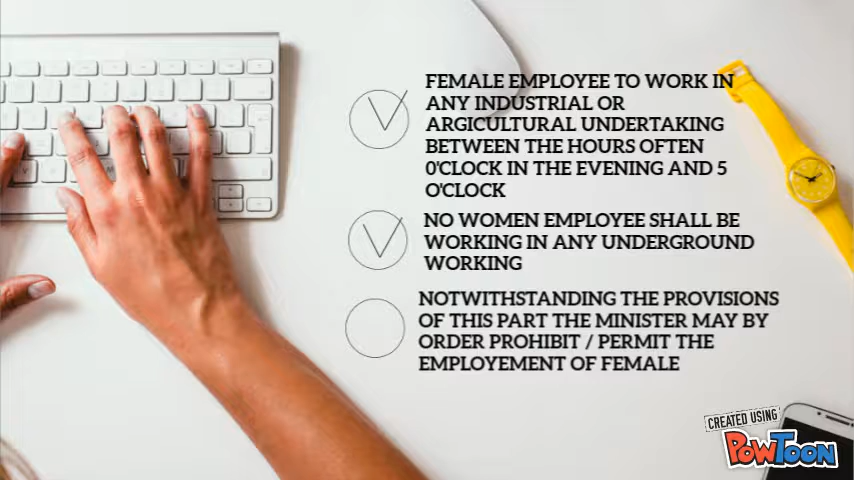 FEMALE EMPLOYEE TO WORK IN
ANY INDUSTRIAL OR
ARGICULTURAL UNDERTAKING
BETWEEN THE HOURS OFTEN
0'CLOCK IN THE EVENING AND 5
O'CLOCK
NO WOMEN EMPLOYEE SHALL BE
WORKING IN ANY UNDERGROUND
WORKING
NOTWITHSTANDING THE PROVISIONS
OF THIS PART THE MINISTER MAY BY
ORDER PROHIBIT / PERMIT THE
EMPLOYEMENT OF FEMALE
CREATED USING
POWTOON